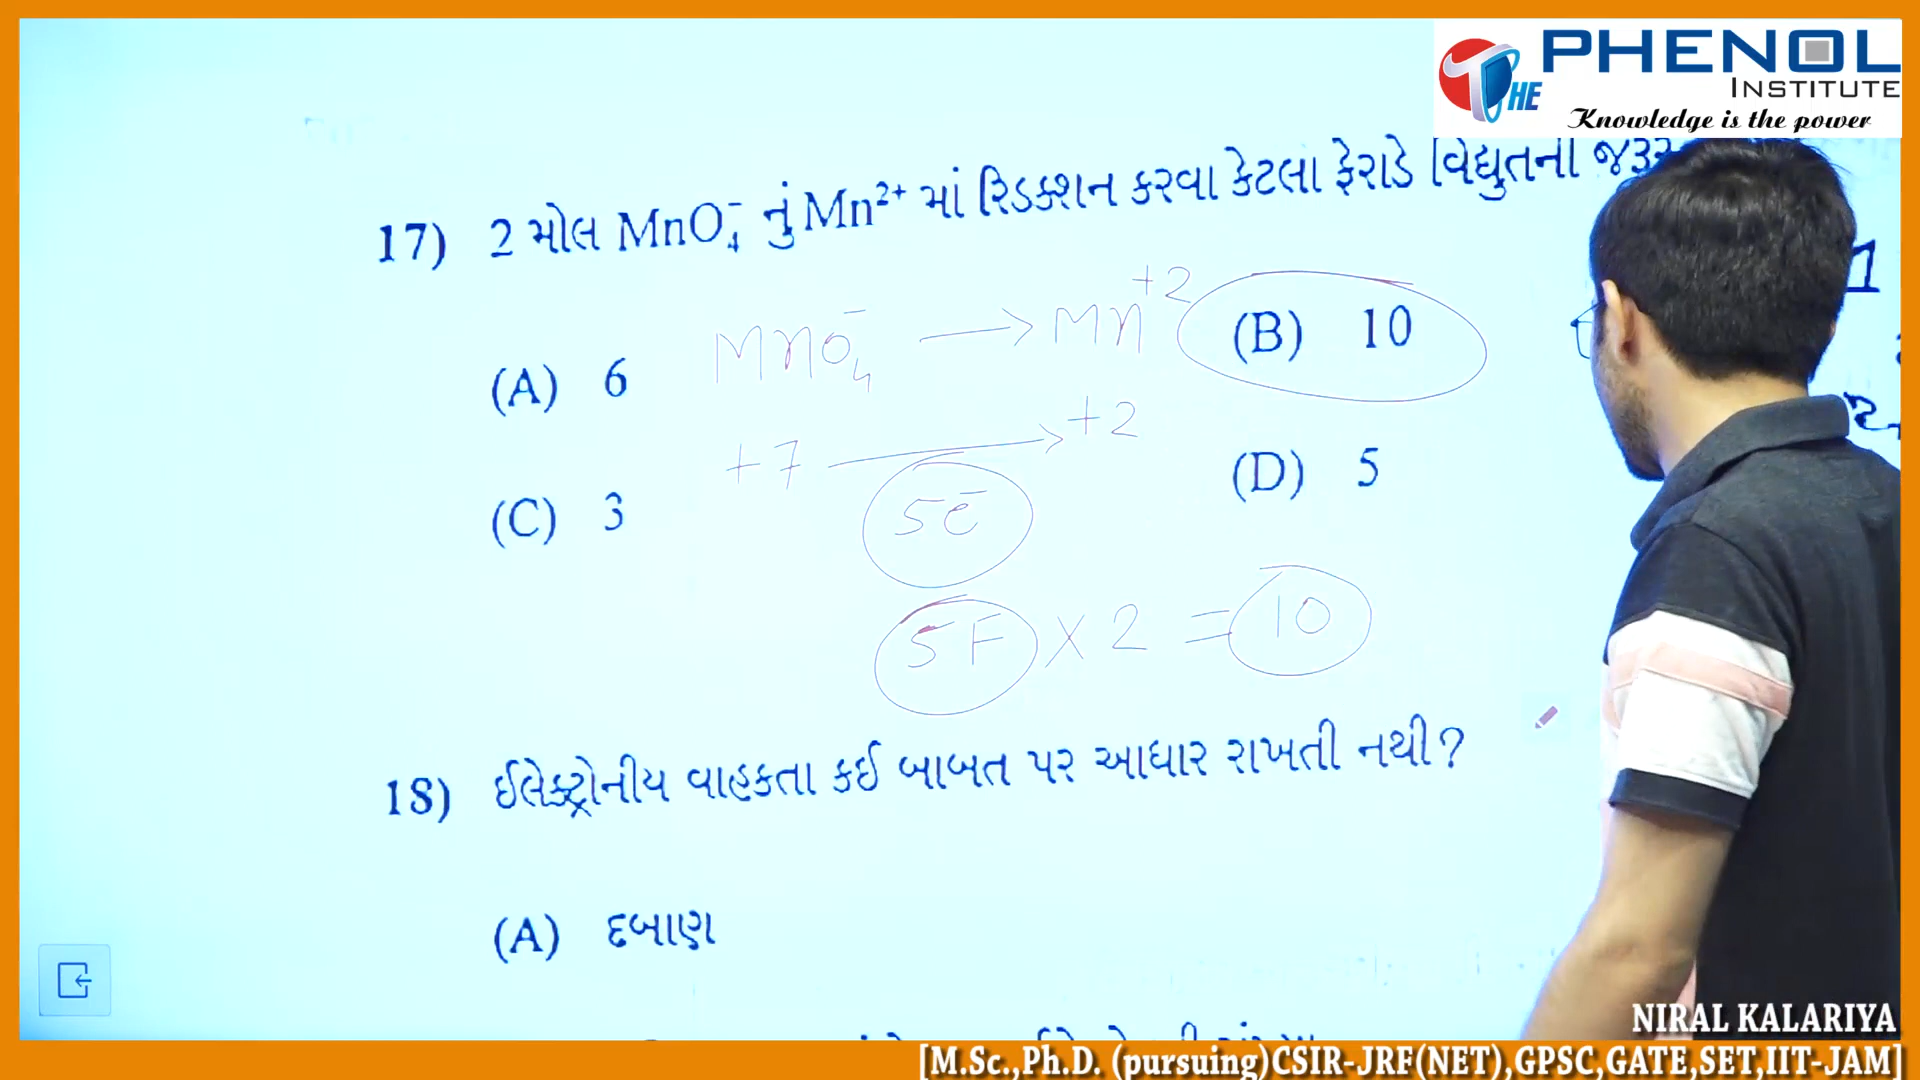 THE PHENOL
INSTITUTE
Knowledge is the power
17) 2 મોલ MnO₄⁻ નું Mn²⁺ માં રિડક્શન કરવા કેટલા ફેરાડે વિદ્યુતની
MnO₄⁻ → Mn⁺²
(A) 6 (B) 10
+7 → +2
5e⁻
(C) 3 (D) 5
5F × 2 = 10
18) ઈલેક્ટ્રોનીય વાહકતા કઈ બાબત પર આધાર રાખતી નથી?
(A) દબાણ
NIRAL KALARIYA
[M.Sc.,Ph.D. (pursuing)CSIR-JRF(NET),GPSC,GATE,SET,IIT-JAM]